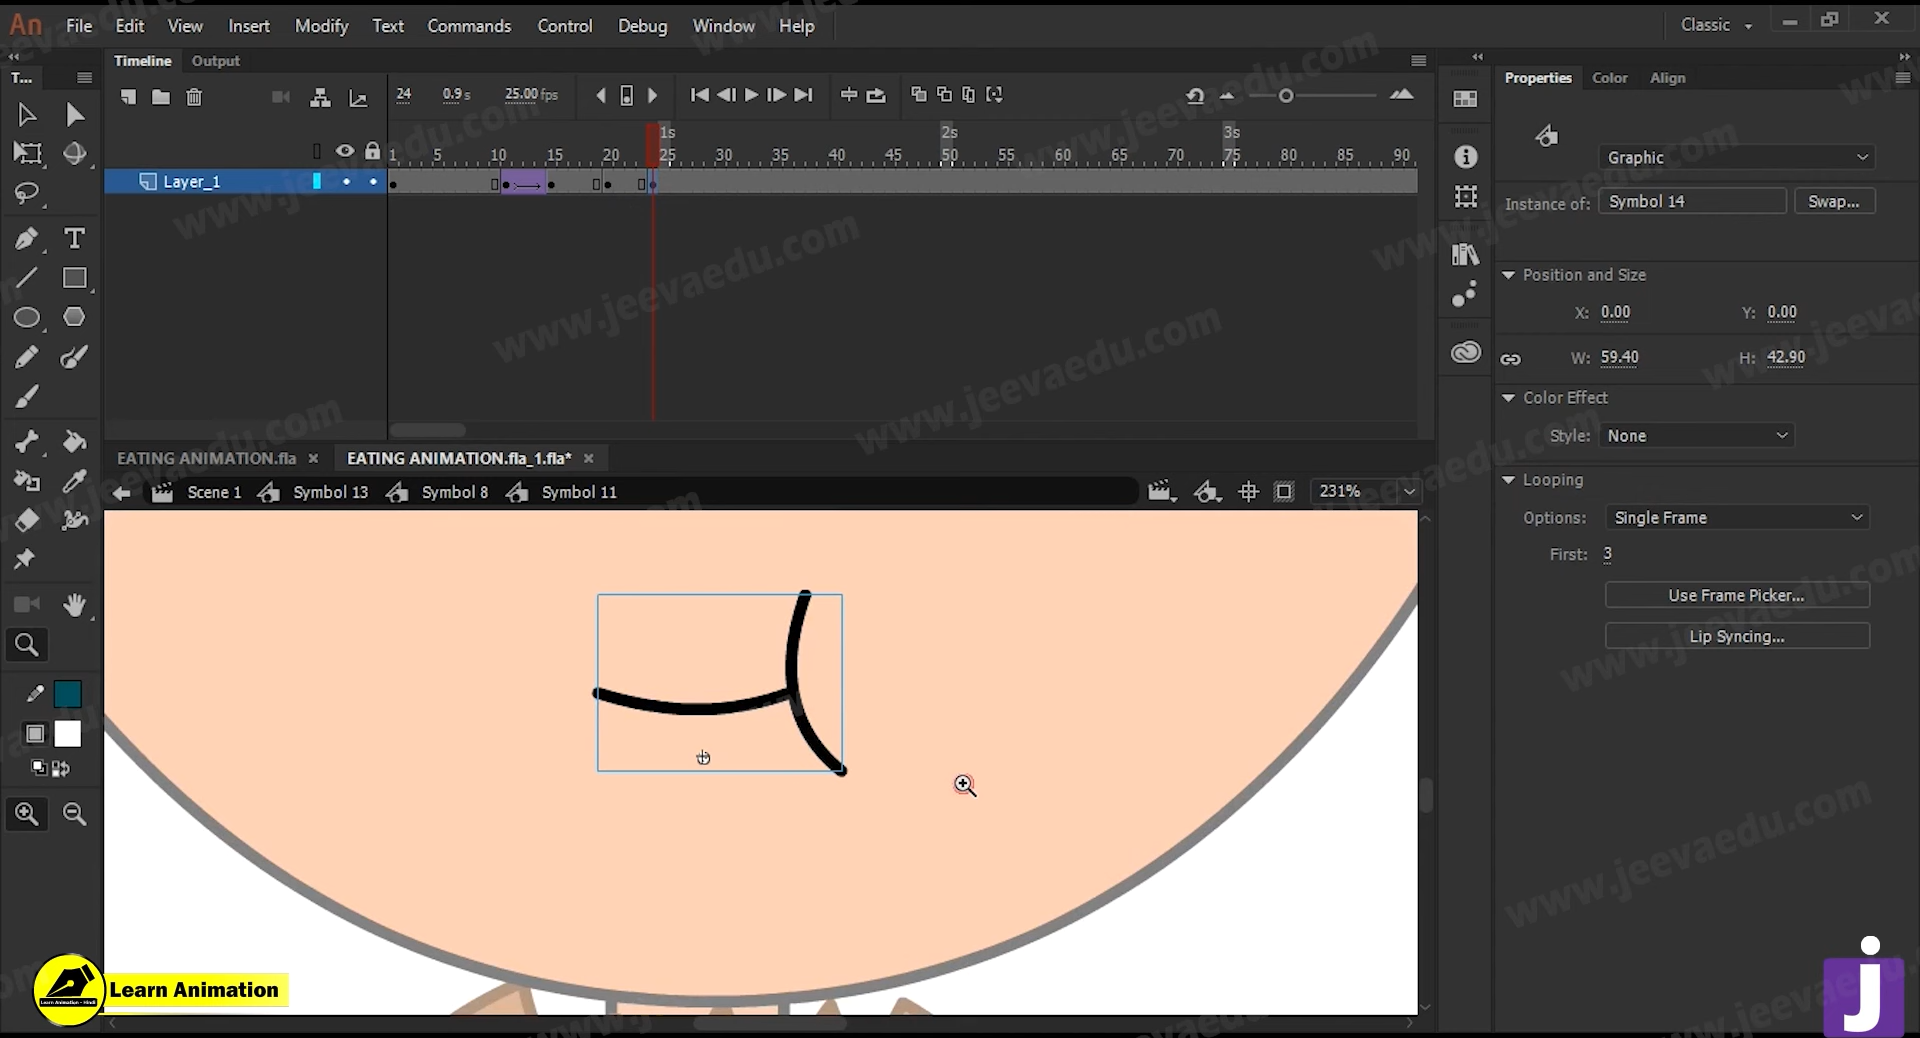 An File Edit View Insert Modify Text Commands Control Debug Window Help Classic
T... Timeline Output Properties Color Align
24 0.9 s 25.00 fps
1s 2s 3s
1 5 10 15 20 25 30 35 40 45 50 55 60 65 70 75 80 85 90
Layer_1
Graphic
Instance of: Symbol 14 Swap...
Position and Size
X: 0.00 Y: 0.00
W: 59.40 H: 42.90
Color Effect
Style: None
Looping
Options: Single Frame
First: 3
Use Frame Picker...
Lip Syncing...
EATING ANIMATION.fla EATING ANIMATION.fla_1.fla*
Scene 1 Symbol 13 Symbol 8 Symbol 11 231%
www.jeevaedu.com
Learn Animation - Hindi
Learn Animation
j